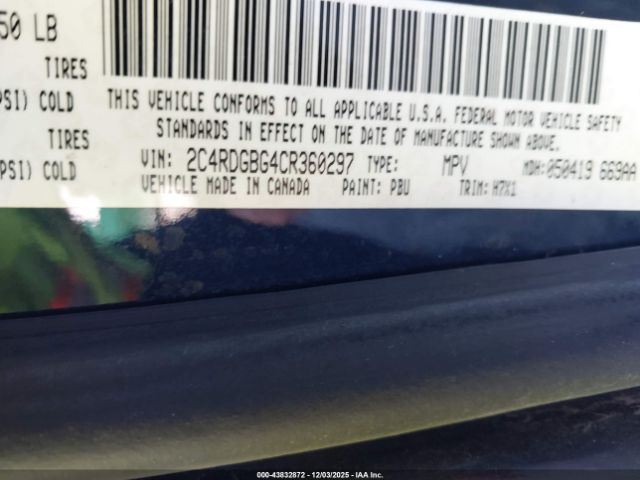 50 LB
TIRES
PSI) COLD
THIS VEHICLE CONFORMS TO ALL APPLICABLE U.S.A. FEDERAL MOTOR VEHICLE SAFETY
STANDARDS IN EFFECT ON THE DATE OF MANUFACTURE SHOWN ABOVE.
TIRES
PSI) COLD
VIN: 2C4RDGBG4CR360297 TYPE: MPV MDH: 050419 669AA
VEHICLE MADE IN CANADA PAINT: PBU TRIM: H7X1
000-43832872 | 12/03/2025 | IAA Inc.